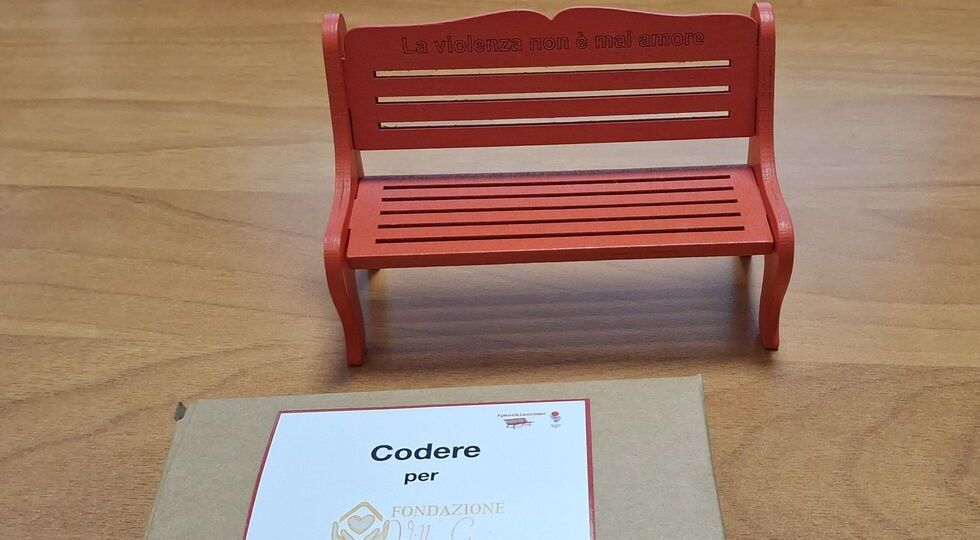 La violenza non è mai amore
Codere
per
FONDAZIONE